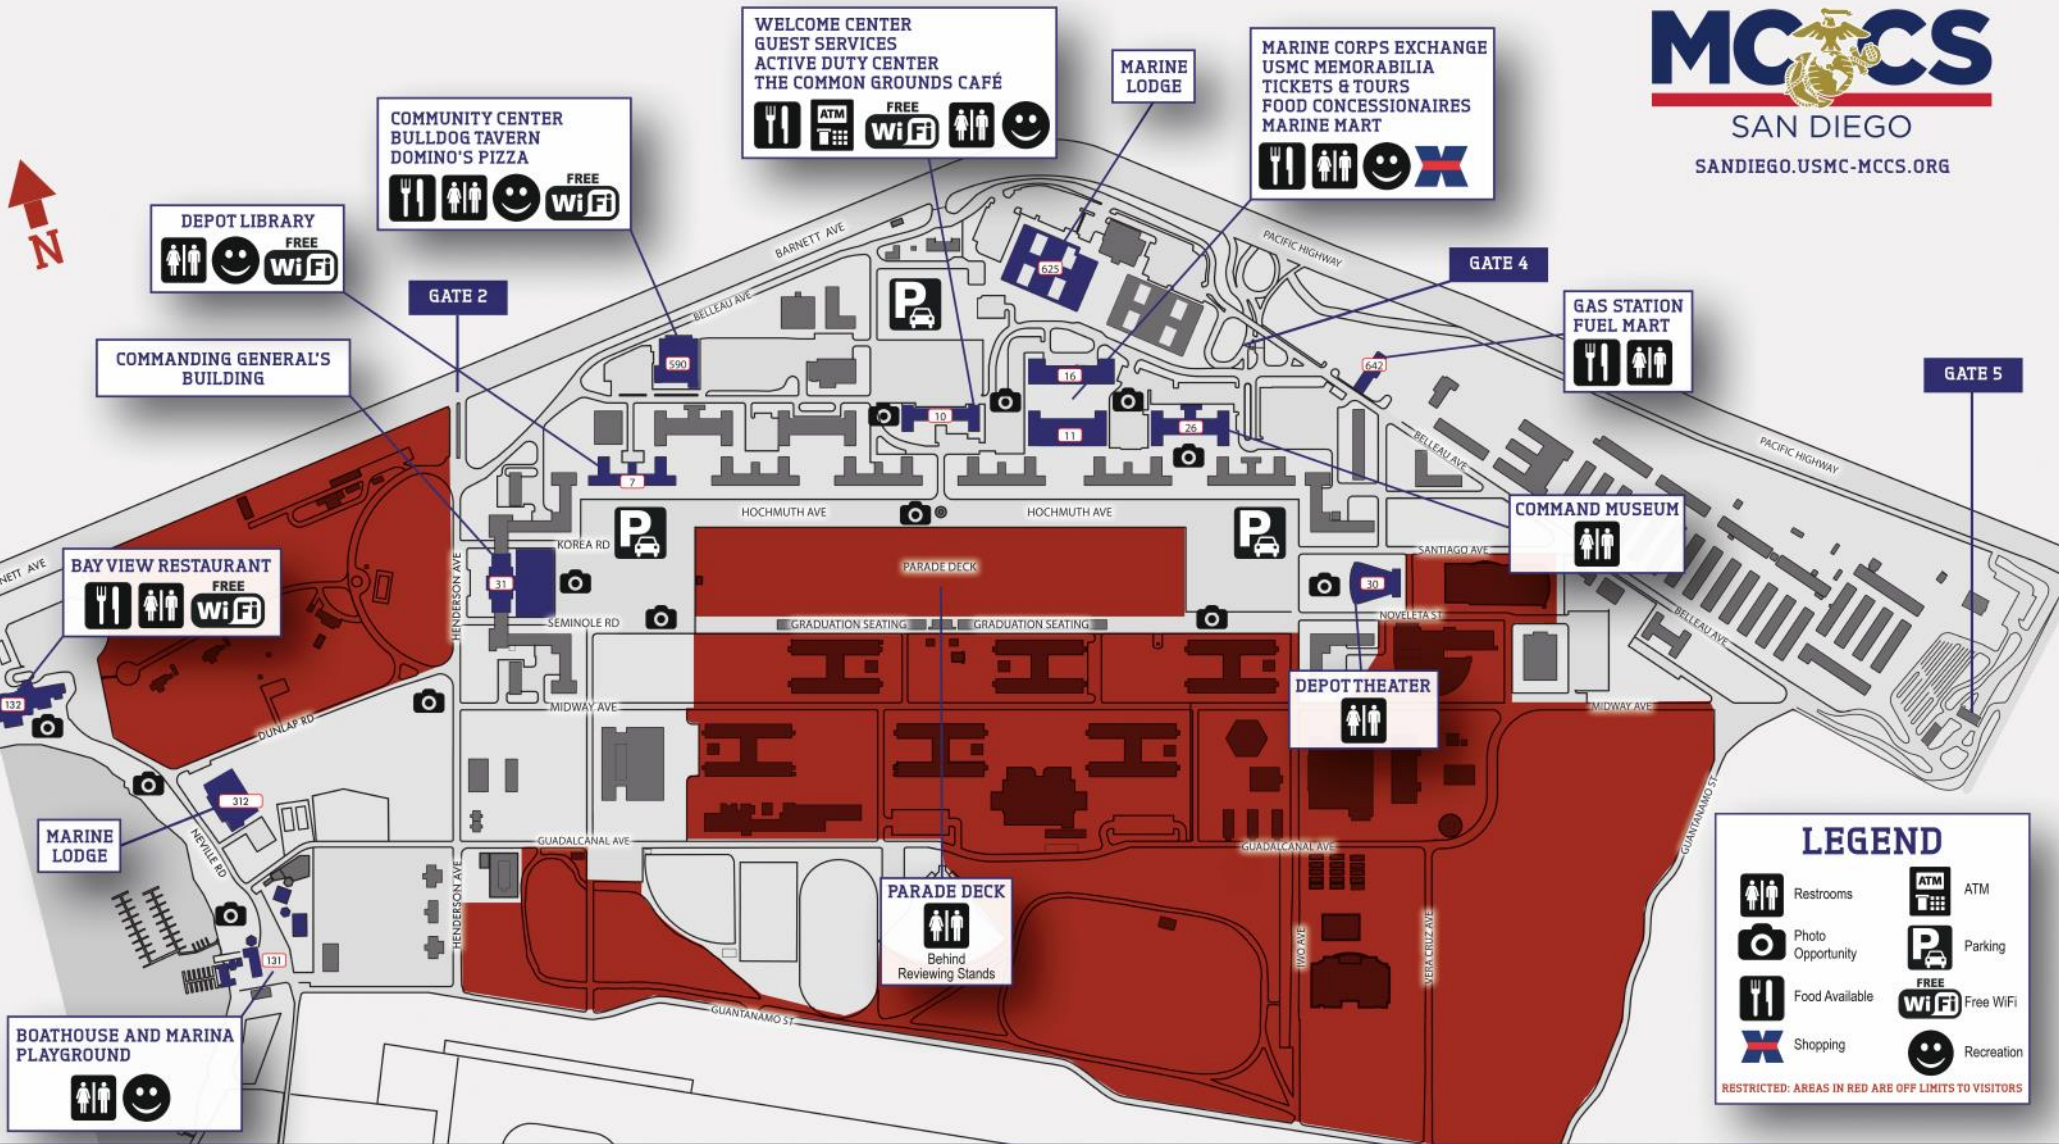 MCCS
SAN DIEGO
SANDIEGO.USMC-MCCS.ORG
WELCOME CENTER
GUEST SERVICES
ACTIVE DUTY CENTER
THE COMMON GROUNDS CAFÉ
ATM
FREE
WiFi
MARINE
LODGE
MARINE CORPS EXCHANGE
USMC MEMORABILIA
TICKETS & TOURS
FOOD CONCESSIONAIRES
MARINE MART
COMMUNITY CENTER
BULLDOG TAVERN
DOMINO'S PIZZA
FREE
WiFi
N
DEPOT LIBRARY
FREE
WiFi
GATE 2
COMMANDING GENERAL'S
BUILDING
BARNETT AVE
BELLEAU AVE
PACIFIC HIGHWAY
GATE 4
GAS STATION
FUEL MART
GATE 5
P
625
590
16
642
10
11
26
7
BELLEAU AVE
PACIFIC HIGHWAY
COMMAND MUSEUM
HOCHMUTH AVE
HOCHMUTH AVE
P
P
KOREA RD
SANTIAGO AVE
NETT AVE
BAY VIEW RESTAURANT
FREE
WiFi
HENDERSON AVE
31
PARADE DECK
30
SEMINOLE RD
GRADUATION SEATING
GRADUATION SEATING
NOVELETA ST
BELLEAU AVE
DEPOT THEATER
132
MIDWAY AVE
MIDWAY AVE
DUNLAP RD
312
MARINE
LODGE
NEVILLE RD
GUADALCANAL AVE
GUADALCANAL AVE
GUANTANAMO ST
HENDERSON AVE
PARADE DECK
Behind
Reviewing Stands
IWO AVE
VERA CRUZ AVE
131
GUANTANAMO ST
BOATHOUSE AND MARINA
PLAYGROUND
LEGEND
Restrooms
ATM
ATM
Photo
Opportunity
P
Parking
Food Available
FREE
WiFi
Free WiFi
Shopping
Recreation
RESTRICTED: AREAS IN RED ARE OFF LIMITS TO VISITORS